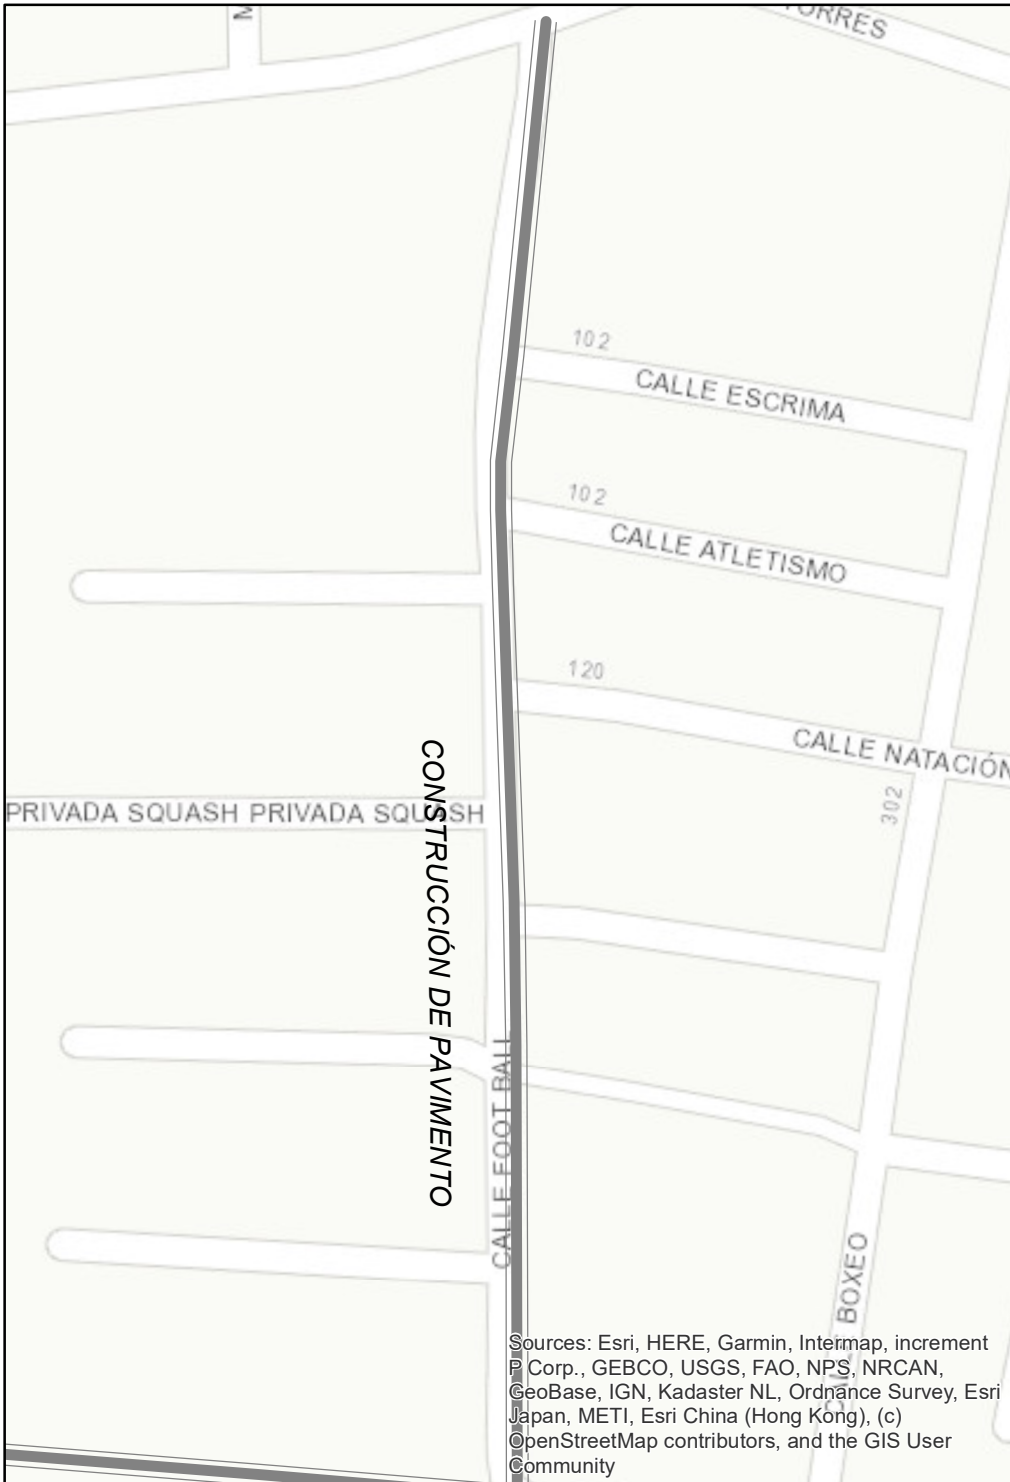 M
TORRES
102
CALLE ESCRIMA
102
CALLE ATLETISMO
120
CALLE NATACIÓN
302
PRIVADA SQUASH PRIVADA SQUASH
CONSTRUCCIÓN DE PAVIMENTO
CALLE FOOT BALL
CALLE BOXEO
Sources: Esri, HERE, Garmin, Intermap, increment
P Corp., GEBCO, USGS, FAO, NPS, NRCAN,
GeoBase, IGN, Kadaster NL, Ordnance Survey, Esri
Japan, METI, Esri China (Hong Kong), (c)
OpenStreetMap contributors, and the GIS User
Community